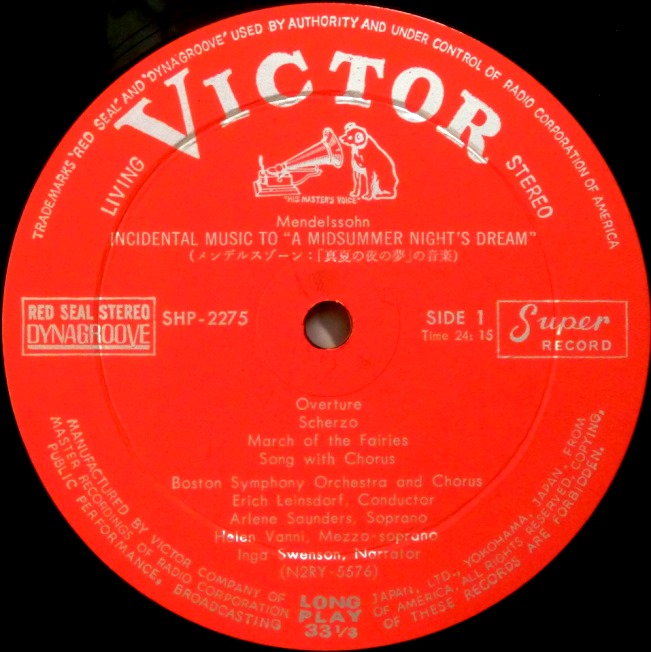 TRADEMARKS 'RED SEAL' AND 'DYNAGROOVE' USED BY AUTHORITY AND UNDER CONTROL OF RADIO CORPORATION OF AMERICA
VICTOR
LIVING STEREO
"HIS MASTER'S VOICE"
Mendelssohn
INCIDENTAL MUSIC TO "A MIDSUMMER NIGHT'S DREAM"
(メンデルスゾーン:「真夏の夜の夢」の音楽)
RED SEAL STEREO
DYNAGROOVE
SHP-2275
SIDE 1
Time 24: 15
Super
RECORD
Overture
Scherzo
March of the Fairies
Song with Chorus
Boston Symphony Orchestra and Chorus
Erich Leinsdorf, Conductor
Arlene Saunders, Soprano
Helen Vanni, Mezzo-soprano
Inga Swenson, Narrator
(N2RY-5576)
LONG
PLAY
33⅓
MANUFACTURED BY VICTOR COMPANY OF JAPAN, LTD., YOKOHAMA, JAPAN, FROM
MASTER RECORDINGS OF RADIO CORPORATION OF AMERICA, ALL RIGHTS RESERVED. COPYING,
PUBLIC PERFORMANCE, BROADCASTING OF THESE RECORDS ARE FORBIDDEN.